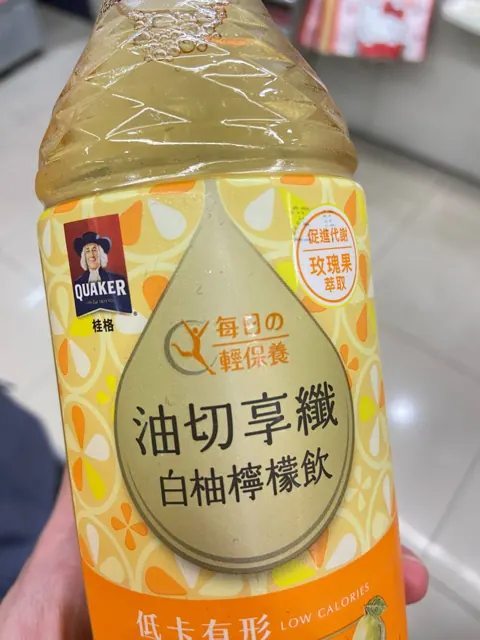 促進代謝
玫瑰果
萃取
QUAKER
桂格
每日の
輕保養
油切享纖
白柚檸檬飲
低卡有形 LOW CALORIES